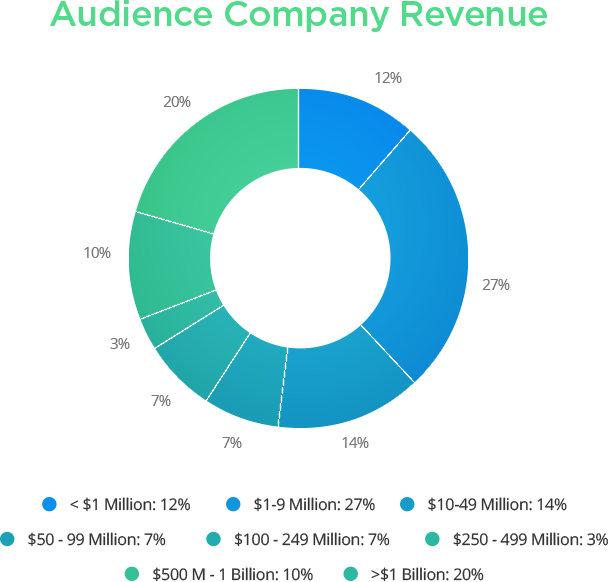 Audience Company Revenue
12%
20%
10%
27%
3%
7%
7%
14%
< $1 Million: 12%
$1-9 Million: 27%
$10-49 Million: 14%
$50 - 99 Million: 7%
$100 - 249 Million: 7%
$250 - 499 Million: 3%
$500 M - 1 Billion: 10%
>$1 Billion: 20%